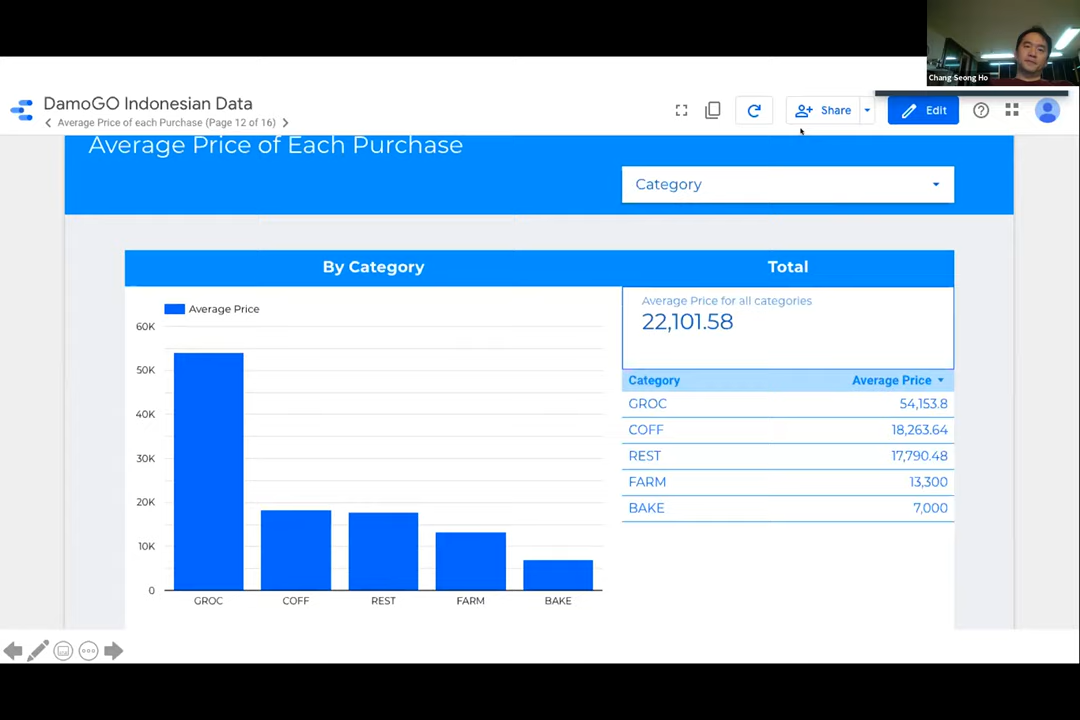 Chang Seong Ho
DamoGO Indonesian Data
Average Price of each Purchase (Page 12 of 16)
Share
Edit
Average Price of Each Purchase
Category
By Category
Total
Average Price
60K
50K
40K
30K
20K
10K
0
GROC COFF REST FARM BAKE
Average Price for all categories
22,101.58
Category Average Price
GROC 54,153.8
COFF 18,263.64
REST 17,790.48
FARM 13,300
BAKE 7,000